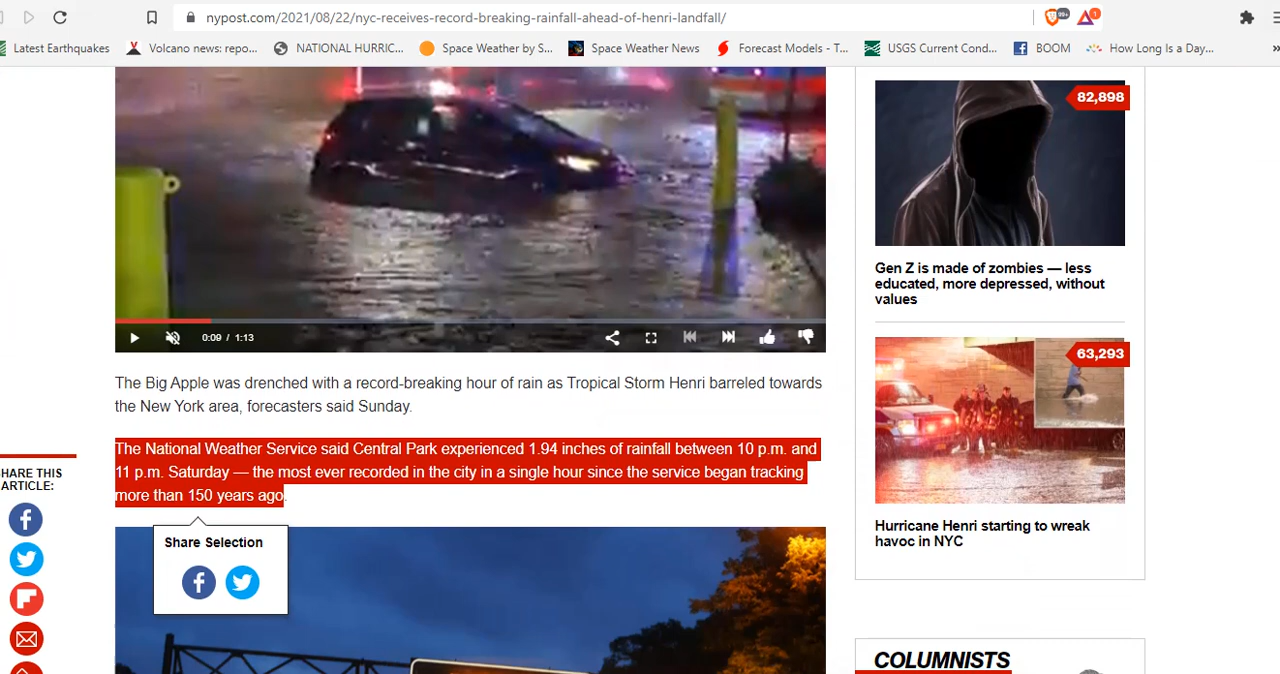 nypost.com/2021/08/22/nyc-receives-record-breaking-rainfall-ahead-of-henri-landfall/
99+
1
Latest Earthquakes
Volcano news: repo...
NATIONAL HURRIC...
Space Weather by S...
Space Weather News
Forecast Models - T...
USGS Current Cond...
BOOM
How Long Is a Day...
0:09 / 1:13
The Big Apple was drenched with a record-breaking hour of rain as Tropical Storm Henri barreled towards
the New York area, forecasters said Sunday.
The National Weather Service said Central Park experienced 1.94 inches of rainfall between 10 p.m. and
11 p.m. Saturday — the most ever recorded in the city in a single hour since the service began tracking
more than 150 years ago.
HARE THIS
ARTICLE:
Share Selection
82,898
Gen Z is made of zombies — less
educated, more depressed, without
values
63,293
Hurricane Henri starting to wreak
havoc in NYC
COLUMNISTS